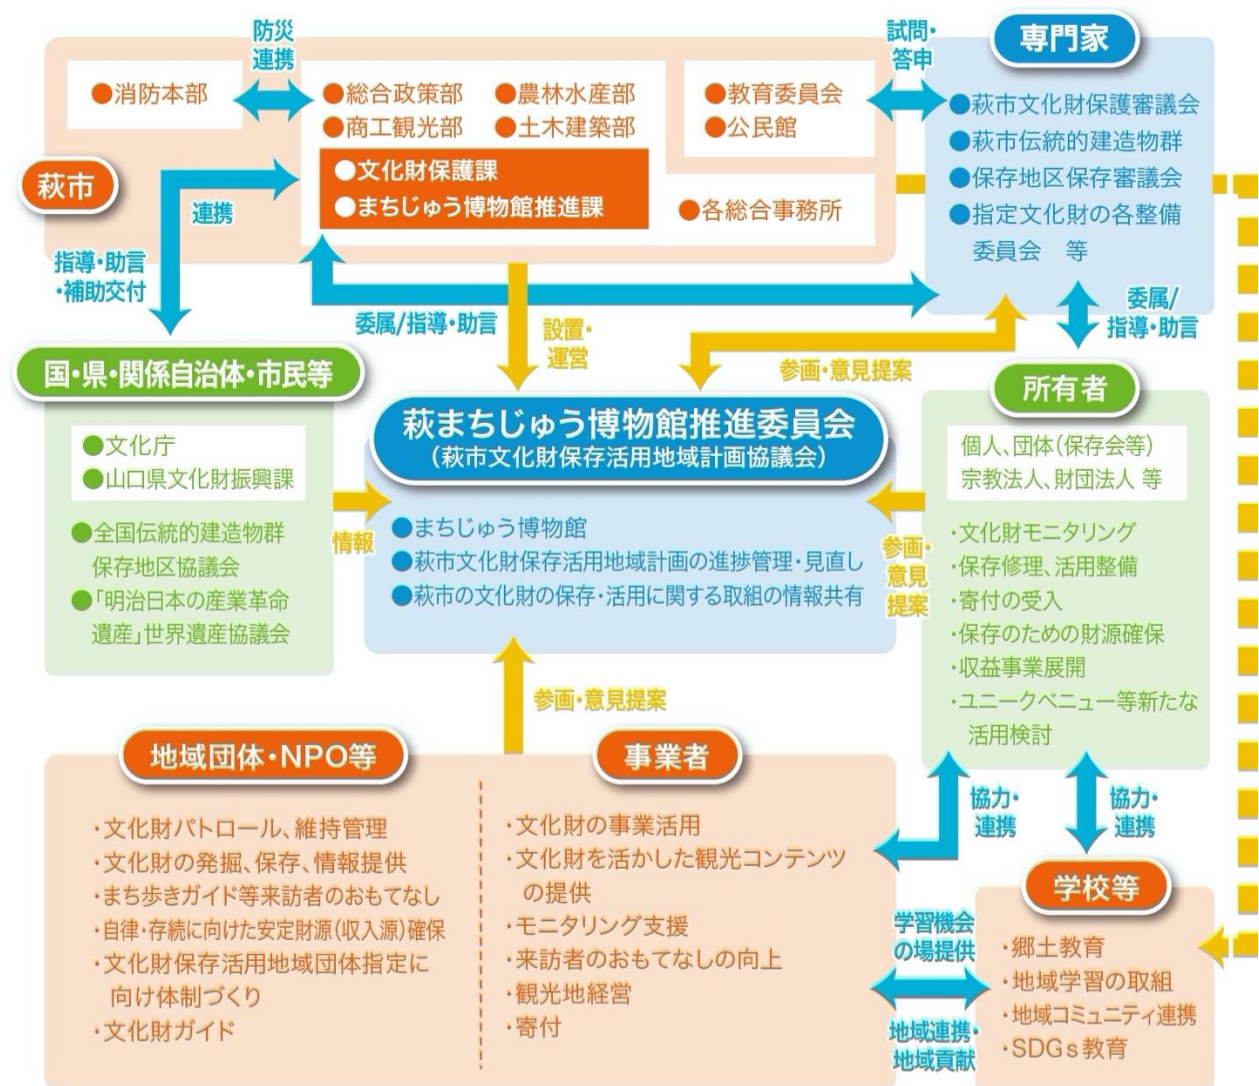 防災
連携
試問・
答申
専門家
●消防本部
●総合政策部
●農林水産部
●商工観光部
●土木建築部
●教育委員会
●公民館
●文化財保護課
●まちじゅう博物館推進課
●各総合事務所
萩市
連携
指導・助言
・補助交付
●萩市文化財保護審議会
●萩市伝統的建造物群
●保存地区保存審議会
●指定文化財の各整備
委員会 等
委属/指導・助言
設置・
運営
参画・意見提案
委属/
指導・助言
国・県・関係自治体・市民等
●文化庁
●山口県文化財振興課
●全国伝統的建造物群
保存地区協議会
●「明治日本の産業革命
遺産」世界遺産協議会
情報
萩まちじゅう博物館推進委員会
(萩市文化財保存活用地域計画協議会)
●まちじゅう博物館
●萩市文化財保存活用地域計画の進捗管理・見直し
●萩市の文化財の保存・活用に関する取組の情報共有
参画・
意見
提案
所有者
個人、団体(保存会等)
宗教法人、財団法人 等
・文化財モニタリング
・保存修理、活用整備
・寄付の受入
・保存のための財源確保
・収益事業展開
・ユニークベニュー等新たな
活用検討
参画・意見提案
地域団体・NPO等
・文化財パトロール、維持管理
・文化財の発掘、保存、情報提供
・まち歩きガイド等来訪者のおもてなし
・自律・存続に向けた安定財源(収入源)確保
・文化財保存活用地域団体指定に
向け体制づくり
・文化財ガイド
事業者
・文化財の事業活用
・文化財を活かした観光コンテンツ
の提供
・モニタリング支援
・来訪者のおもてなしの向上
・観光地経営
・寄付
協力・
連携
協力・
連携
学習機会
の場提供
地域連携・
地域貢献
学校等
・郷土教育
・地域学習の取組
・地域コミュニティ連携
・SDGs教育